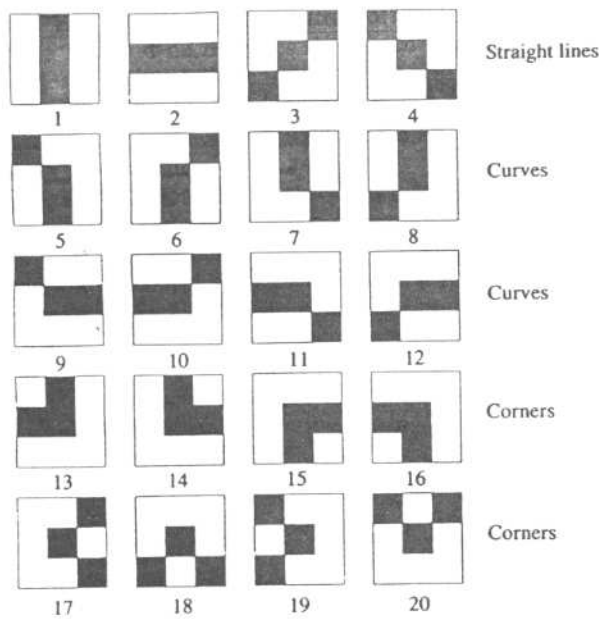 Straight lines
1 2 3 4
Curves
5 6 7 8
Curves
9 10 11 12
Corners
13 14 15 16
Corners
17 18 19 20